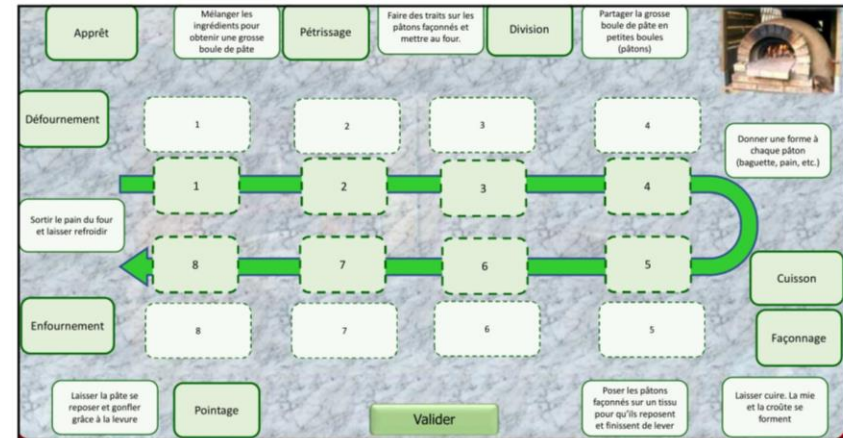 Apprêt
Mélanger les
ingrédients pour
obtenir une grosse
boule de pâte
Pétrissage
Faire des traits sur les
pâtons façonnés et
mettre au four.
Division
Partager la grosse
boule de pâte en
petites boules
(pâtons)
Défournement
1
2
3
4
Donner une forme à
chaque pâton
(baguette, pain, etc.)
1
2
3
4
Sortir le pain du four
et laisser refroidir
8
7
6
5
Cuisson
Enfournement
8
7
6
5
Façonnage
Laisser la pâte se
reposer et gonfler
grâce à la levure
Pointage
Valider
Poser les pâtons
façonnés sur un tissu
pour qu'ils reposent
et finissent de lever
Laisser cuire. La mie
et la croûte se
forment